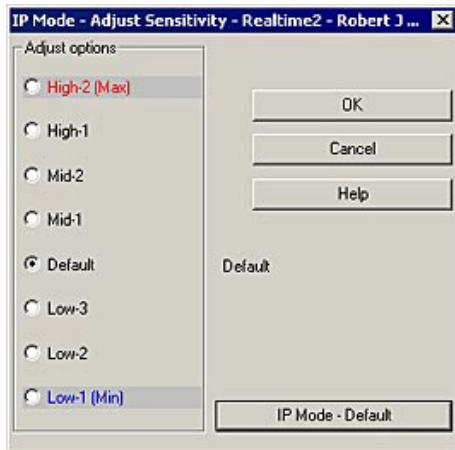 IP Mode - Adjust Sensitivity - Realtime2 - Robert J ...
Adjust options
High-2 (Max)
High-1
Mid-2
Mid-1
Default
Low-3
Low-2
Low-1 (Min)
OK
Cancel
Help
Default
IP Mode - Default